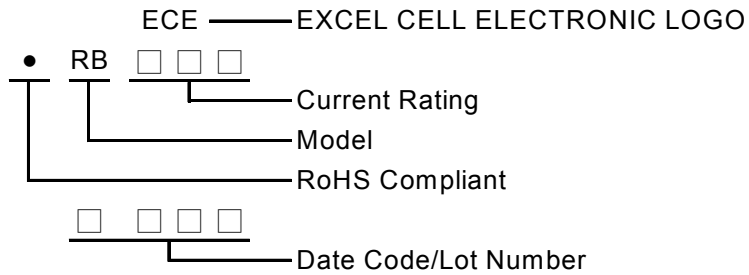 ECE EXCEL CELL ELECTRONIC LOGO
● RB □ □ □
Current Rating
Model
RoHS Compliant
□ □ □ □
Date Code/Lot Number